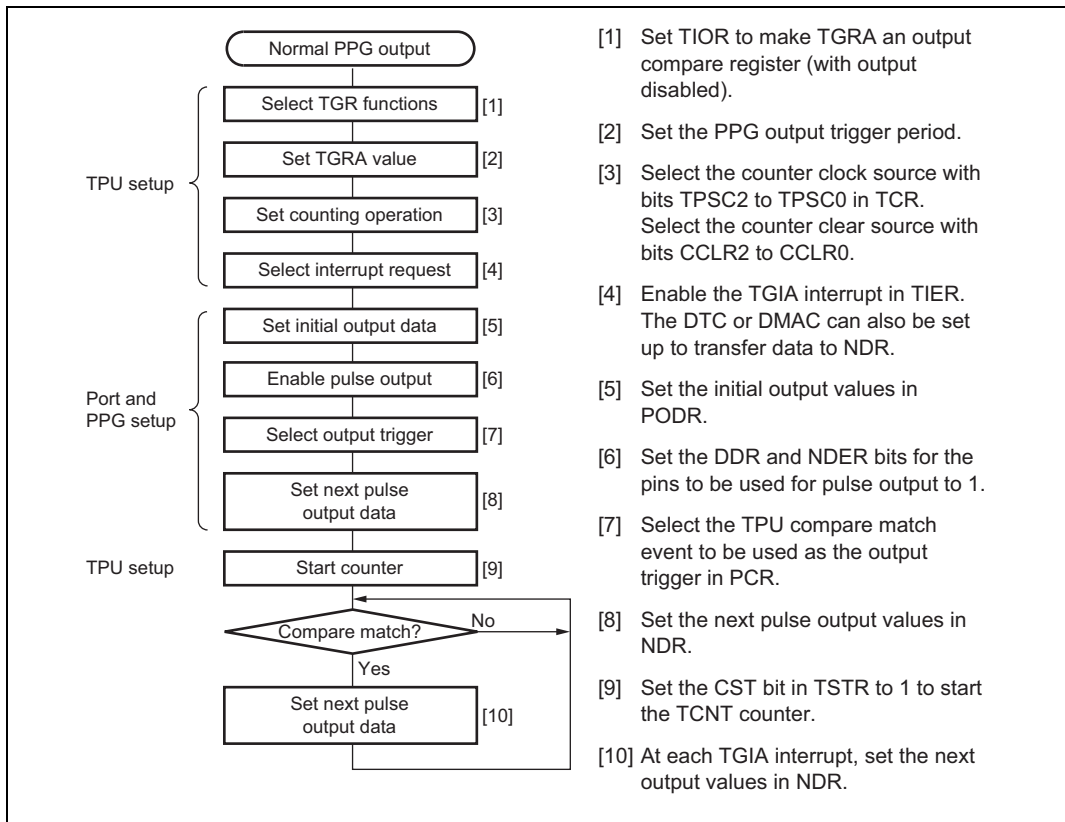 Normal PPG output
Select TGR functions [1]
Set TGRA value [2]
TPU setup
Set counting operation [3]
Select interrupt request [4]
Set initial output data [5]
Enable pulse output [6]
Port and
PPG setup
Select output trigger [7]
Set next pulse
output data
[8]
TPU setup
Start counter [9]
Compare match?
No
Yes
Set next pulse
output data
[10]
[1] Set TIOR to make TGRA an output
compare register (with output
disabled).
[2] Set the PPG output trigger period.
[3] Select the counter clock source with
bits TPSC2 to TPSC0 in TCR.
Select the counter clear source with
bits CCLR2 to CCLR0.
[4] Enable the TGIA interrupt in TIER.
The DTC or DMAC can also be set
up to transfer data to NDR.
[5] Set the initial output values in
PODR.
[6] Set the DDR and NDER bits for the
pins to be used for pulse output to 1.
[7] Select the TPU compare match
event to be used as the output
trigger in PCR.
[8] Set the next pulse output values in
NDR.
[9] Set the CST bit in TSTR to 1 to start
the TCNT counter.
[10] At each TGIA interrupt, set the next
output values in NDR.